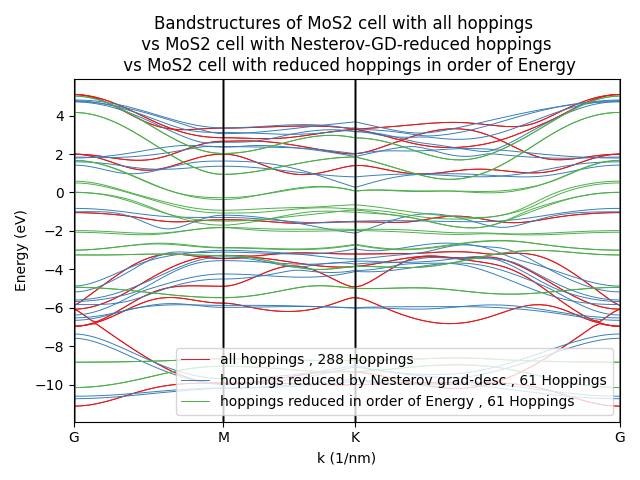 Bandstructures of MoS2 cell with all hoppings
vs MoS2 cell with Nesterov-GD-reduced hoppings
vs MoS2 cell with reduced hoppings in order of Energy
Energy (eV)
4
2
0
−2
−4
−6
−8
−10
all hoppings , 288 Hoppings
hoppings reduced by Nesterov grad-desc , 61 Hoppings
hoppings reduced in order of Energy , 61 Hoppings
G M K G
k (1/nm)